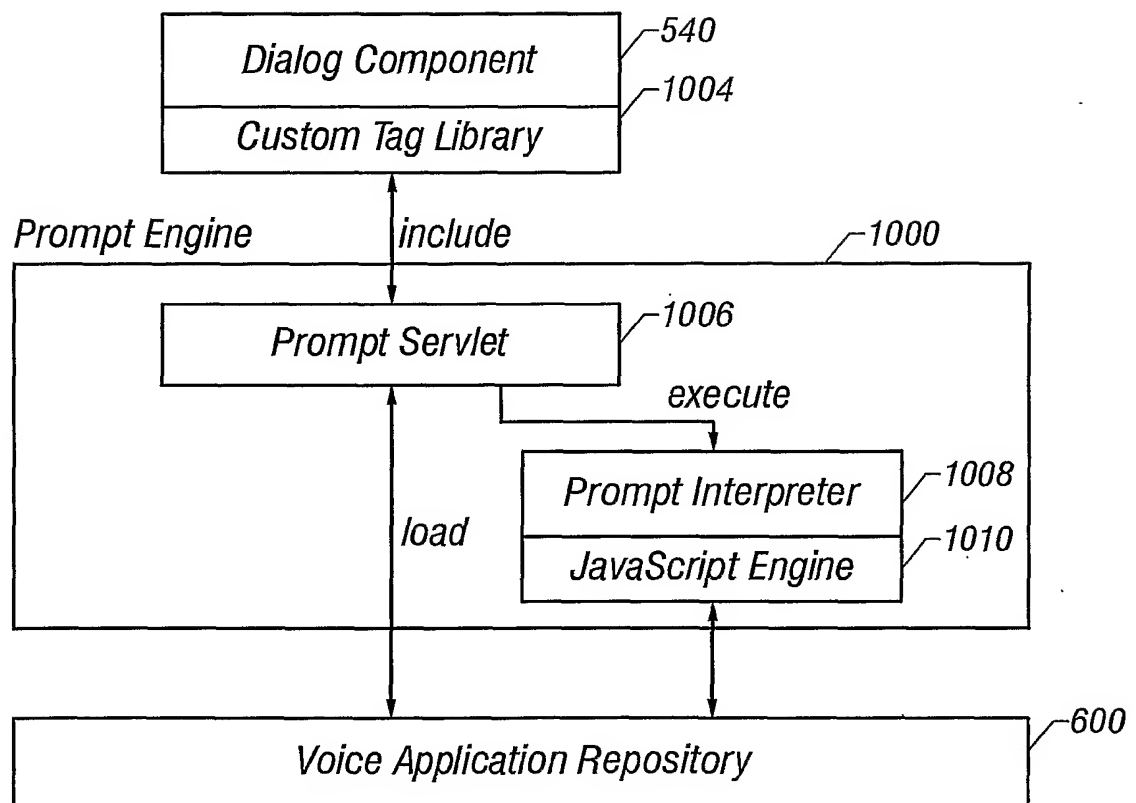 540
Dialog Component
1004
Custom Tag Library
Prompt Engine
include
1000
1006
Prompt Servlet
execute
1008
Prompt Interpreter
load
1010
JavaScript Engine
600
Voice Application Repository